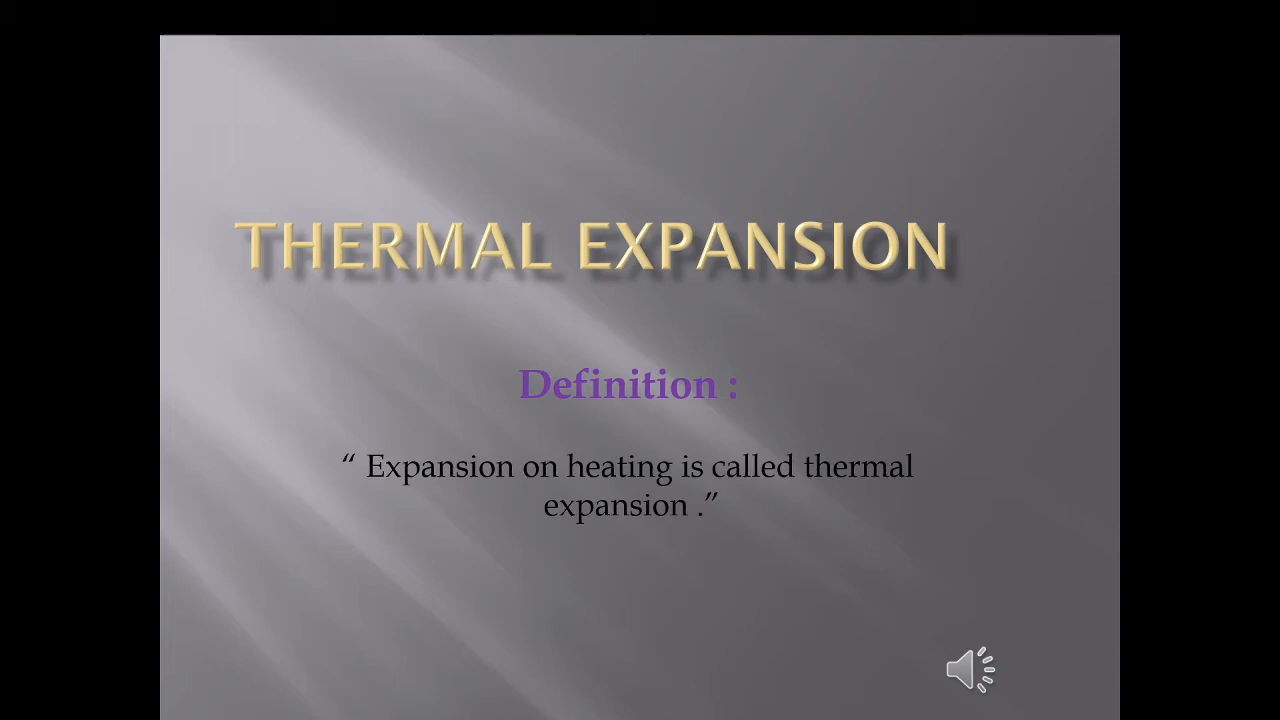 THERMAL EXPANSION
Definition :
“ Expansion on heating is called thermal
expansion .”